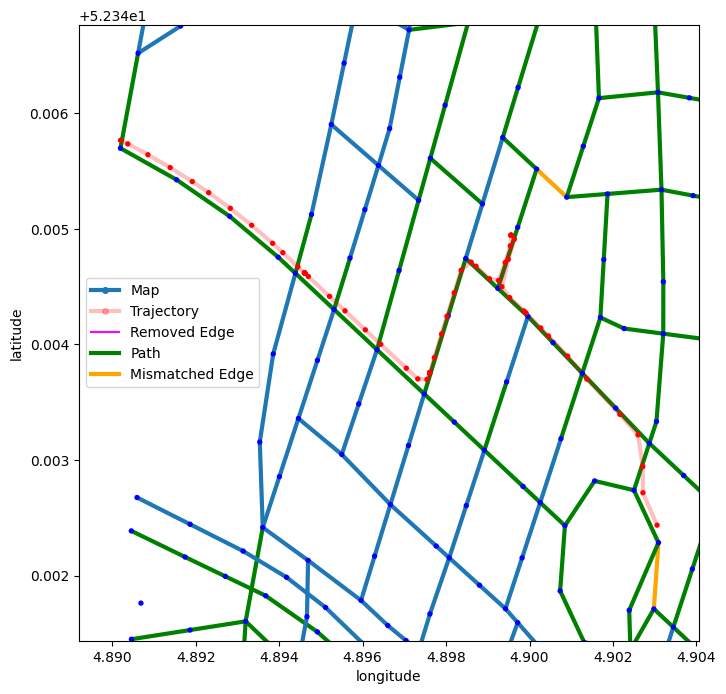 +5.234e1
0.006
0.005
0.004
0.003
0.002
latitude
Map
Trajectory
Removed Edge
Path
Mismatched Edge
4.890 4.892 4.894 4.896 4.898 4.900 4.902 4.904
longitude